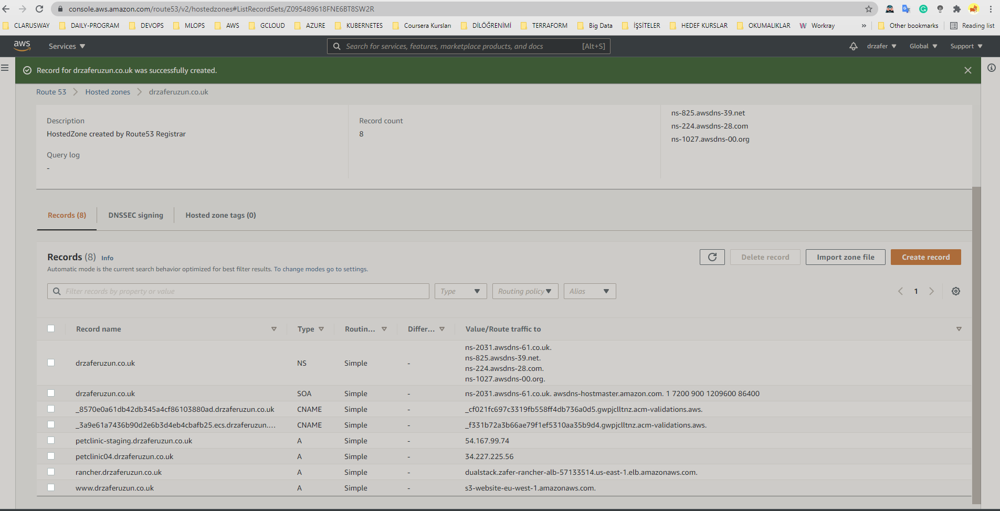 console.aws.amazon.com/route53/v2/hostedzones#ListRecordSets/Z095489618FNE6BT8SW2R
CLARUSWAY DAILY-PROGRAM DEVOPS MLOPS AWS GCLOUD AZURE KUBERNETES Coursera Kursları DİLÖĞRENİMİ TERRAFORM Big Data İŞSİTELER HEDEF KURSLAR OKUMALIKLAR W Workray » Other bookmarks Reading list
aws Services Search for services, features, marketplace products, and docs [Alt+S] drzafer Global Support
Record for drzaferuzun.co.uk was successfully created.
Route 53 Hosted zones drzaferuzun.co.uk
ns-825.awsdns-39.net
Description Record count
ns-224.awsdns-28.com
HostedZone created by Route53 Registrar 8
ns-1027.awsdns-00.org
Query log
-
Records (8) DNSSEC signing Hosted zone tags (0)
Records (8) Info Delete record Import zone file Create record
Automatic mode is the current search behavior optimized for best filter results. To change modes go to settings.
Filter records by property or value Type Routing policy Alias 1
Record name Type Routin... Differ... Value/Route traffic to
ns-2031.awsdns-61.co.uk.
ns-825.awsdns-39.net.
drzaferuzun.co.uk NS Simple -
ns-224.awsdns-28.com.
ns-1027.awsdns-00.org.
drzaferuzun.co.uk SOA Simple - ns-2031.awsdns-61.co.uk. awsdns-hostmaster.amazon.com. 1 7200 900 1209600 86400
_8570e0a61db42db345a4cf86103880ad.drzaferuzun.co.uk CNAME Simple - _cf021fc697c3319fb558ff4db736a0d5.gwpjclltnz.acm-validations.aws.
_3a9e61a7436b90d2e6b3d4eb4cbafb25.ecs.drzaferuzun.... CNAME Simple - _f331b72a3b66ae79f1ef5310aa35b9d4.gwpjclltnz.acm-validations.aws.
petclinic-staging.drzaferuzun.co.uk A Simple - 54.167.99.74
petclinic04.drzaferuzun.co.uk A Simple - 34.227.225.56
rancher.drzaferuzun.co.uk A Simple - dualstack.zafer-rancher-alb-57133514.us-east-1.elb.amazonaws.com.
www.drzaferuzun.co.uk A Simple - s3-website-eu-west-1.amazonaws.com.